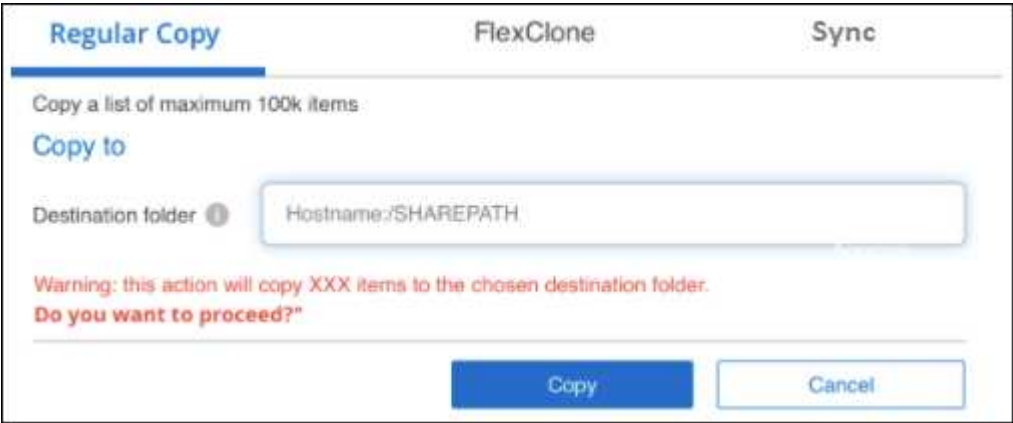 Regular Copy FlexClone Sync
Copy a list of maximum 100k items
Copy to
Destination folder Hostname:/SHAREPATH
Warning: this action will copy XXX items to the chosen destination folder.
Do you want to proceed?"
Copy Cancel